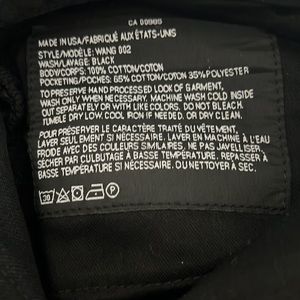 CA 00989
MADE IN USA/FABRIQUÉ AUX ÉTATS-UNIS
STYLE/MODÈLE: WANG 002
WASH/LAVAGE: BLACK
BODY/CORPS: 100% COTTON/COTON
POCKETING/POCHES: 65% COTTON/COTON 35% POLYESTER
TO PRESERVE HAND PROCESSED LOOK OF GARMENT,
WASH ONLY WHEN NECESSARY. MACHINE WASH COLD INSIDE
OUT SEPARATELY OR WITH LIKE COLORS. DO NOT BLEACH.
TUMBLE DRY LOW. COOL IRON IF NEEDED. OR DRY CLEAN.
POUR PRÉSERVER LE CARACTÈRE TRAITÉ DU VÊTEMENT,
LAVER SEULEMENT SI NÉCESSAIRE. LAVER EN MACHINE À L'EAU
FROIDE AVEC DES COULEURS SIMILAIRES, NE PAS JAVELLISER.
SÉCHER PAR CULBUTAGE À BASSE TEMPÉRATURE. REPASSER À
BASSE TEMPÉRATURE SI NÉCESSAIRE. OU NETTOYER À SEC.
30 P